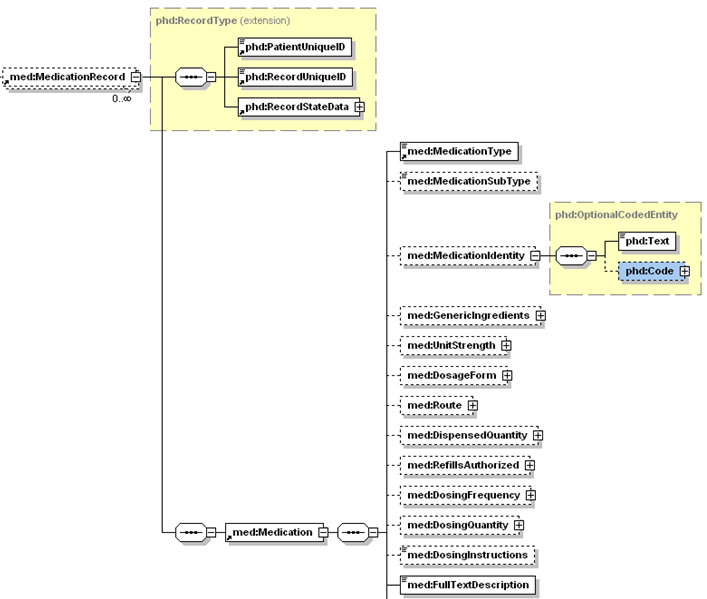 phd:RecordType (extension)
phd:PatientUniqueID
med:MedicationRecord
phd:RecordUniqueID
0..∞
phd:RecordStateData
med:MedicationType
med:MedicationSubType
phd:OptionalCodedEntity
phd:Text
med:MedicationIdentity
phd:Code
med:GenericIngredients
med:UnitStrength
med:DosageForm
med:Route
med:DispensedQuantity
med:RefillsAuthorized
med:DosingFrequency
med:DosingQuantity
med:Medication
med:DosingInstructions
med:FullTextDescription